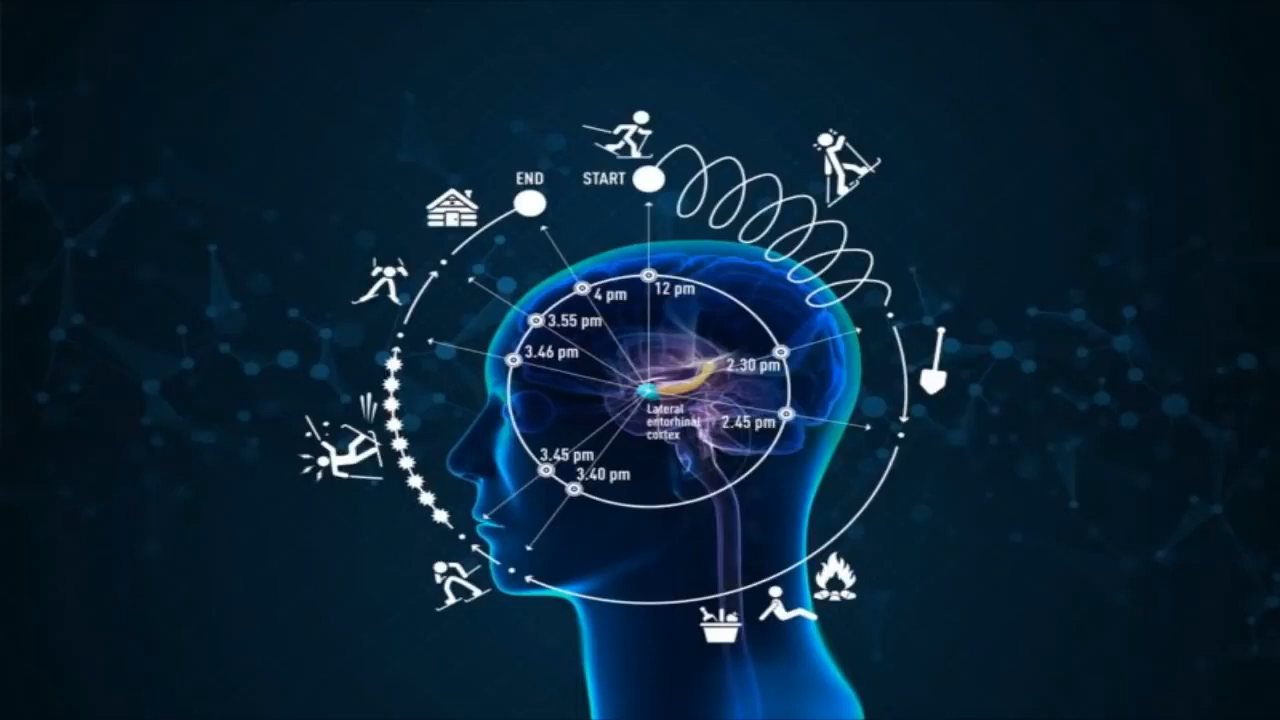 END
START
4 pm
12 pm
3.55 pm
3.46 pm
2.30 pm
Lateral
entorhinal
cortex
2.45 pm
3.45 pm
3.40 pm